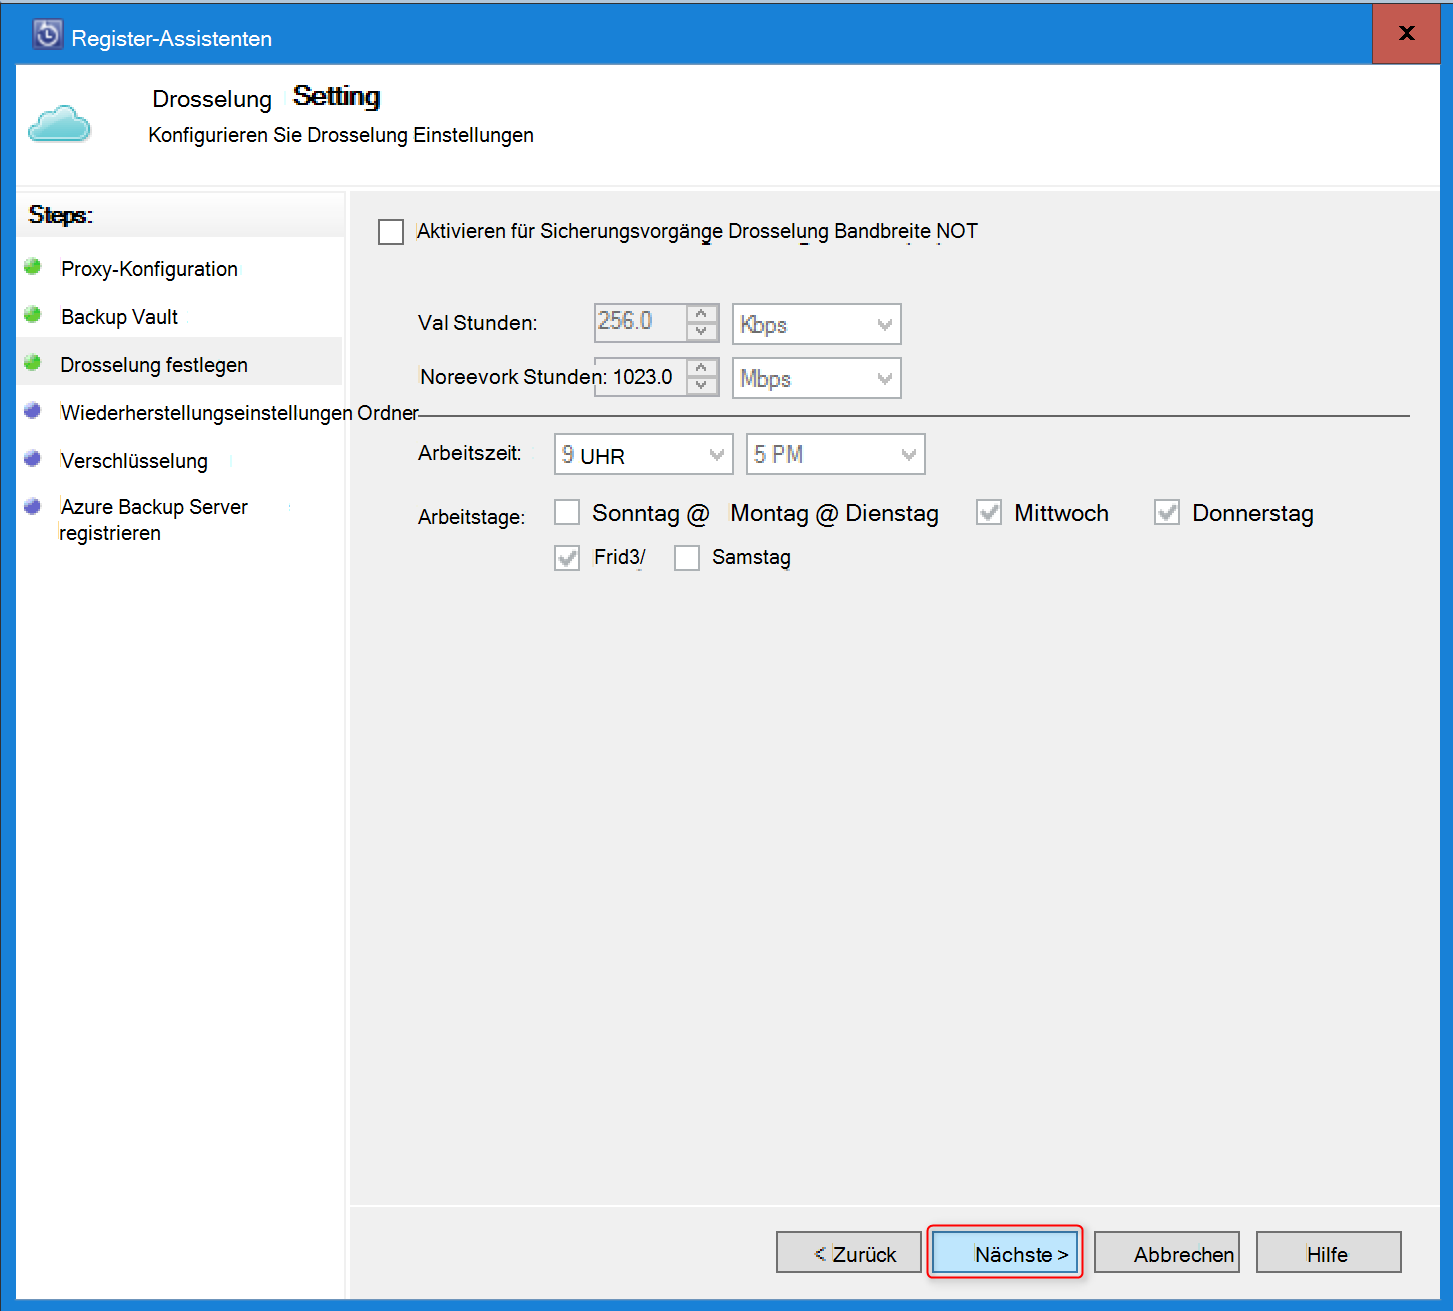 Register-Assistenten
x
Drosselung Setting
Konfigurieren Sie Drosselung Einstellungen
Steps:
Proxy-Konfiguration
Backup Vault
Drosselung festlegen
Wiederherstellungseinstellungen Ordner
Verschlüsselung
Azure Backup Server
registrieren
Aktivieren für Sicherungsvorgänge Drosselung Bandbreite NOT
Val Stunden: 256.0 Kbps
Noreevork Stunden: 1023.0 Mbps
Arbeitszeit: 9 UHR 5 PM
Arbeitstage: Sonntag @ Montag @ Dienstag Mittwoch Donnerstag
Frid3/ Samstag
< Zurück Nächste > Abbrechen Hilfe